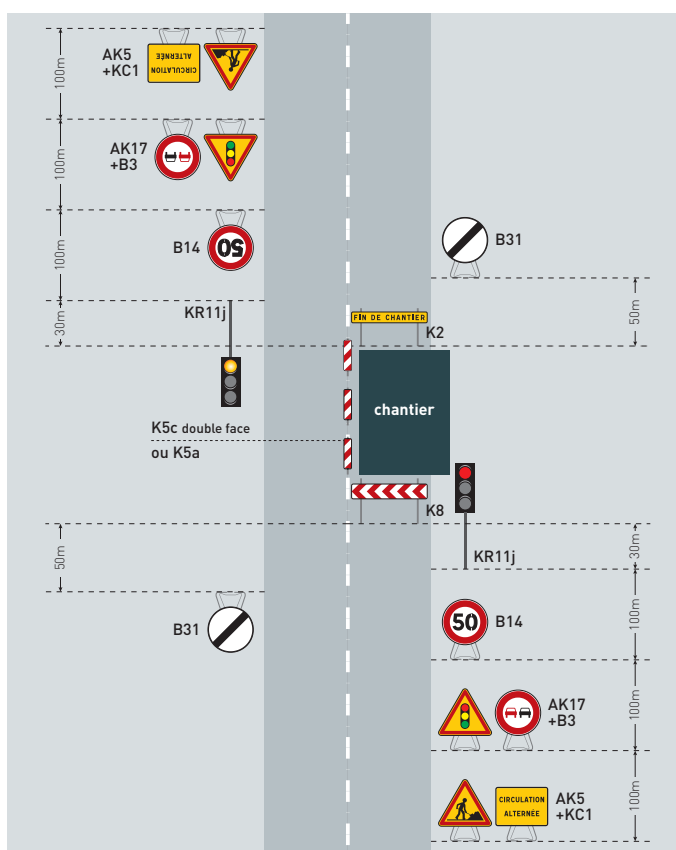 AK5
+KC1
CIRCULATION
ALTERNÉE
100m
AK17
+B3
100m
B14
50
100m
B31
KR11j
30m
50m
FIN DE CHANTIER
K2
chantier
K5c double face
ou K5a
K8
50m
KR11j
30m
B31
50
B14
100m
AK17
+B3
100m
CIRCULATION
ALTERNÉE
AK5
+KC1
100m